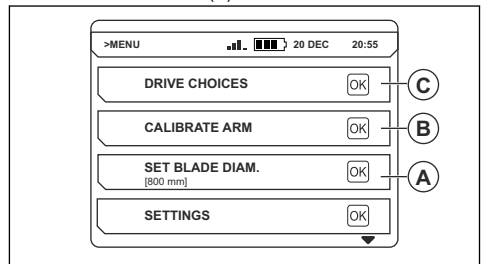 >MENU 20 DEC 20:55
DRIVE CHOICES OK C
CALIBRATE ARM OK B
SET BLADE DIAM. OK A
[800 mm]
SETTINGS OK